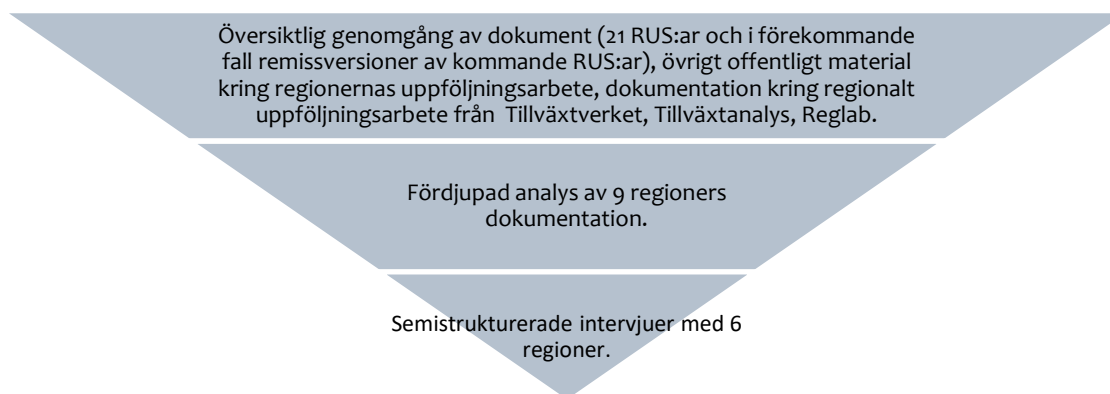 Översiktlig genomgång av dokument (21 RUS:ar och i förekommande
fall remissversioner av kommande RUS:ar), övrigt offentligt material
kring regionernas uppföljningsarbete, dokumentation kring regionalt
uppföljningsarbete från  Tillväxtverket, Tillväxtanalys, Reglab.
Fördjupad analys av 9 regioners
dokumentation.
Semistrukturerade intervjuer med 6
regioner.